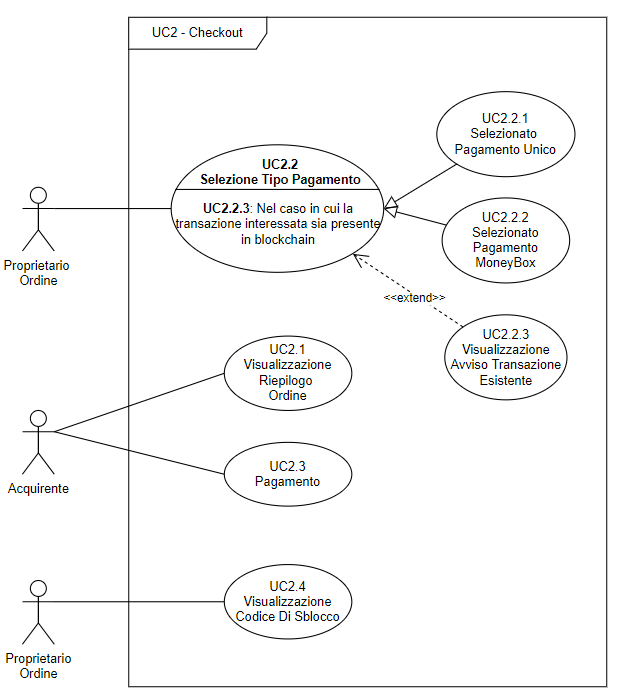 UC2 - Checkout
UC2.2.1
Selezionato
Pagamento Unico
UC2.2
Selezione Tipo Pagamento
UC2.2.3: Nel caso in cui la
transazione interessata sia presente
in blockchain
UC2.2.2
Selezionato
Pagamento
MoneyBox
Proprietario
Ordine
<<extend>>
UC2.2.3
Visualizzazione
Avviso Transazione
Esistente
UC2.1
Visualizzazione
Riepilogo
Ordine
Acquirente
UC2.3
Pagamento
UC2.4
Visualizzazione
Codice Di Sblocco
Proprietario
Ordine